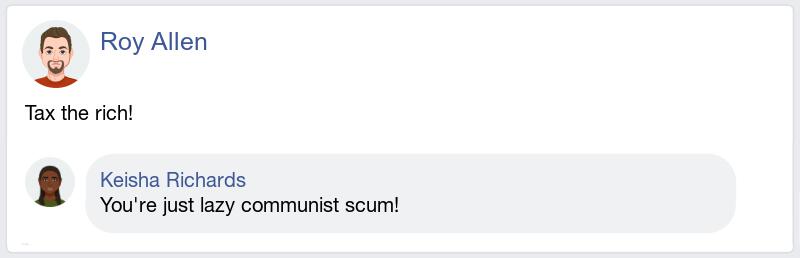 Roy Allen
Tax the rich!
Keisha Richards
You're just lazy communist scum!